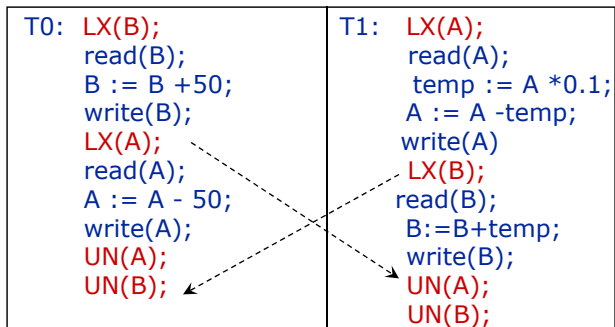 T0: LX(B);
read(B);
B := B +50;
write(B);
LX(A);
read(A);
A := A - 50;
write(A);
UN(A);
UN(B);
T1: LX(A);
read(A);
temp := A *0.1;
A := A -temp;
write(A)
LX(B);
read(B);
B:=B+temp;
write(B);
UN(A);
UN(B);